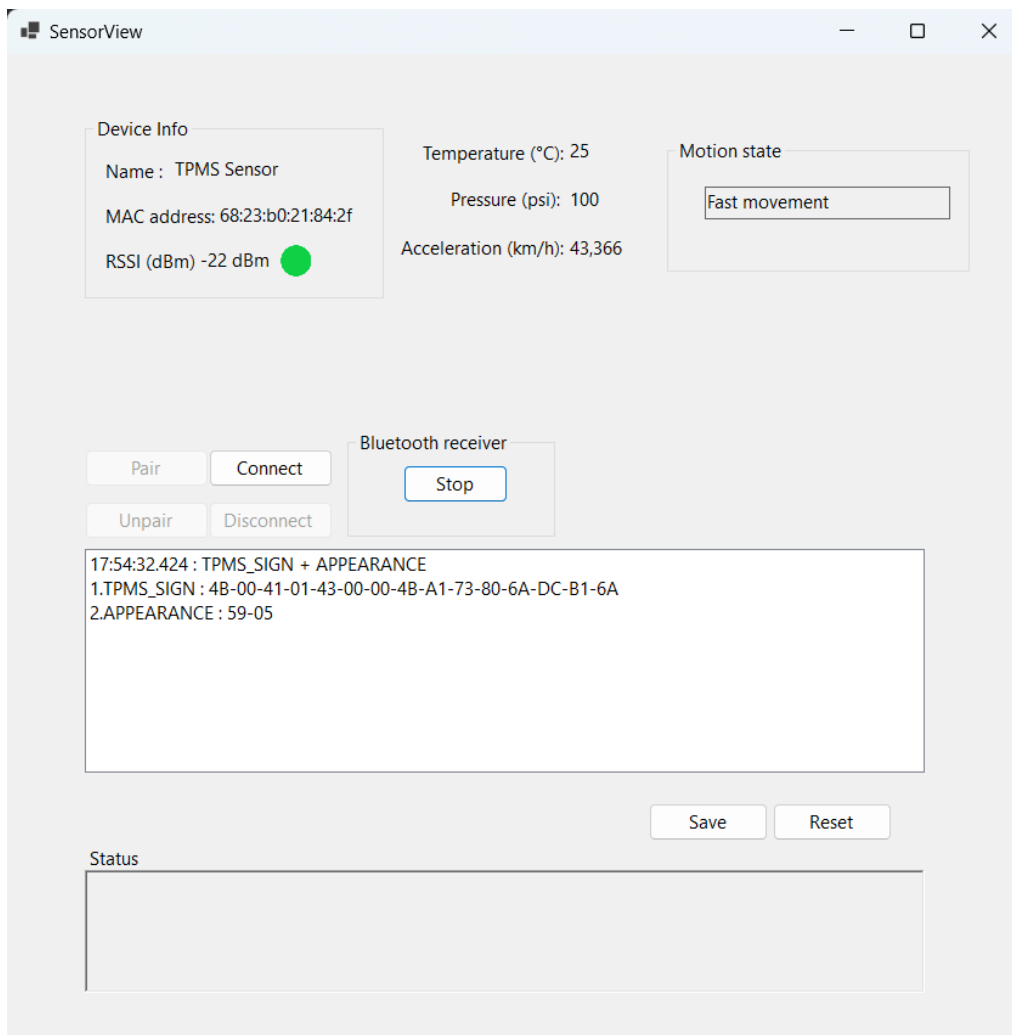 SensorView
Device Info
Name : TPMS Sensor
MAC address: 68:23:b0:21:84:2f
RSSI (dBm) -22 dBm
Temperature (°C): 25
Pressure (psi): 100
Acceleration (km/h): 43,366
Motion state
Fast movement
Pair
Connect
Unpair
Disconnect
Bluetooth receiver
Stop
17:54:32.424 : TPMS_SIGN + APPEARANCE
1.TPMS_SIGN : 4B-00-41-01-43-00-00-4B-A1-73-80-6A-DC-B1-6A
2.APPEARANCE : 59-05
Save
Reset
Status